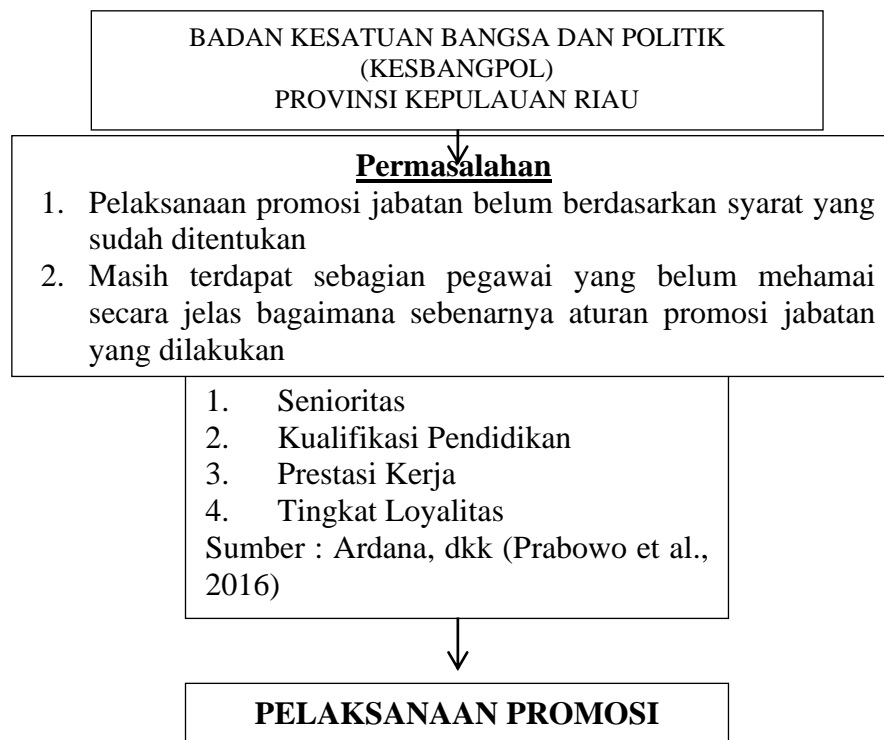 BADAN KESATUAN BANGSA DAN POLITIK
(KESBANGPOL)
PROVINSI KEPULAUAN RIAU
Permasalahan
1. Pelaksanaan promosi jabatan belum berdasarkan syarat yang
sudah ditentukan
2. Masih terdapat sebagian pegawai yang belum mehamai
secara jelas bagaimana sebenarnya aturan promosi jabatan
yang dilakukan
1. Senioritas
2. Kualifikasi Pendidikan
3. Prestasi Kerja
4. Tingkat Loyalitas
Sumber : Ardana, dkk (Prabowo et al.,
2016)
PELAKSANAAN PROMOSI